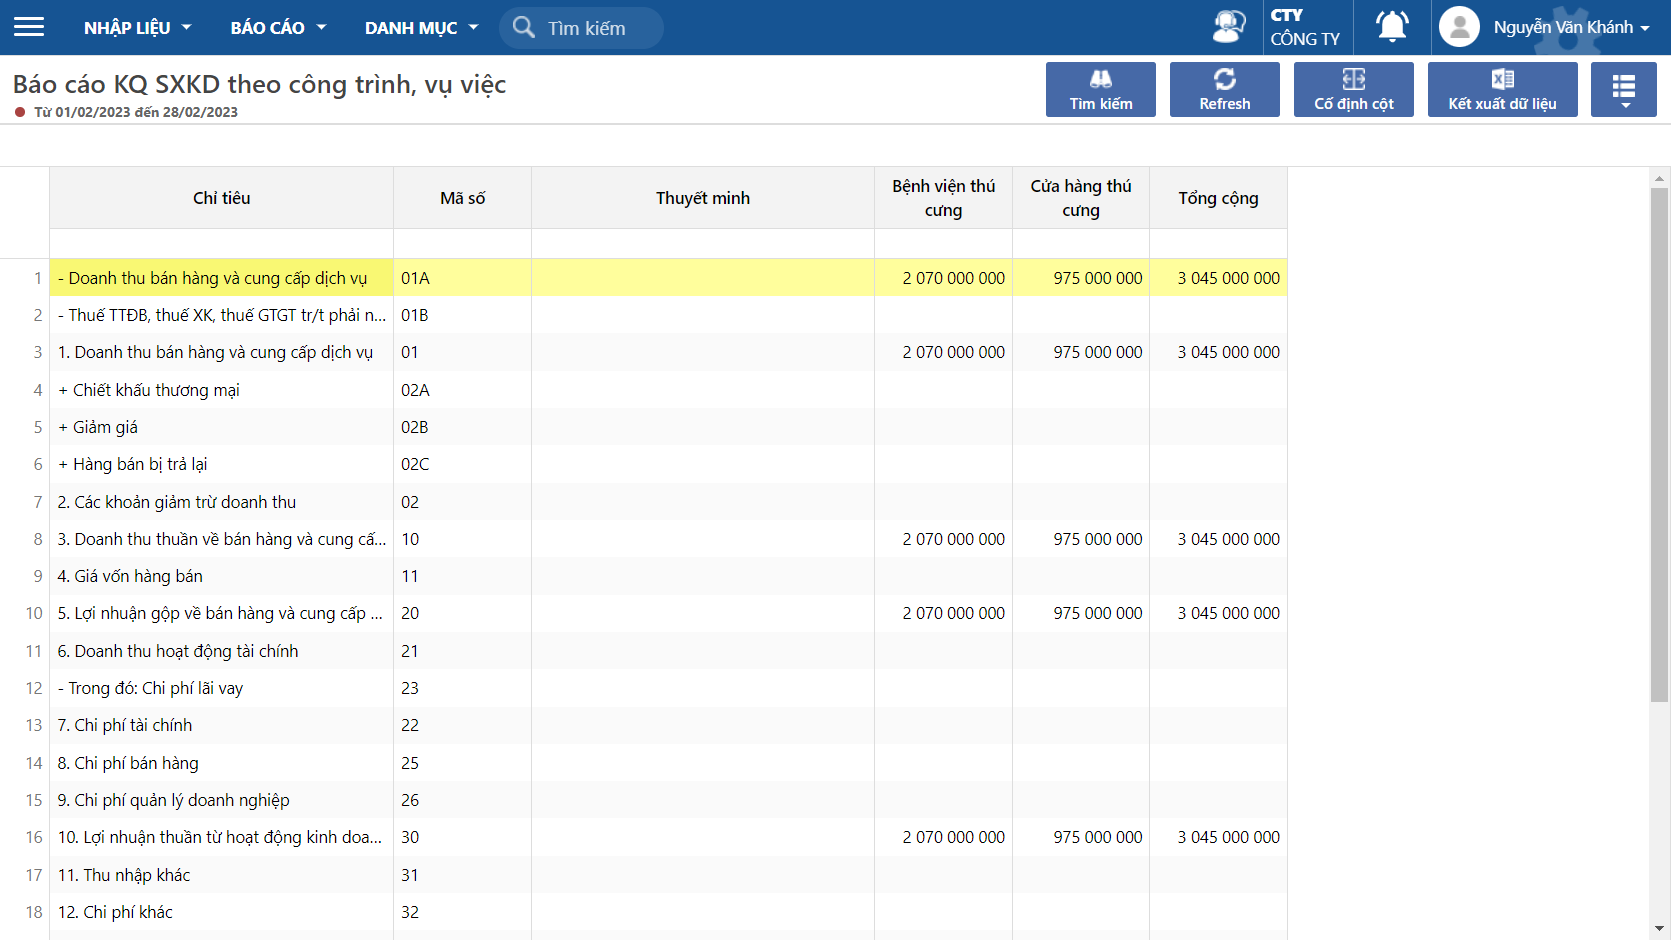 NHẬP LIỆU
BÁO CÁO
DANH MỤC
Tìm kiếm
CTY
CÔNG TY
Nguyễn Văn Khánh
Báo cáo KQ SXKD theo công trình, vụ việc
Từ 01/02/2023 đến 28/02/2023
Tìm kiếm
Refresh
Cố định cột
Kết xuất dữ liệu
Chỉ tiêu
Mã số
Thuyết minh
Bệnh viện thú
cưng
Cửa hàng thú
cưng
Tổng cộng
1 - Doanh thu bán hàng và cung cấp dịch vụ 01A 2 070 000 000 975 000 000 3 045 000 000
2 - Thuế TTĐB, thuế XK, thuế GTGT tr/t phải n... 01B
3 1. Doanh thu bán hàng và cung cấp dịch vụ 01 2 070 000 000 975 000 000 3 045 000 000
4 + Chiết khấu thương mại 02A
5 + Giảm giá 02B
6 + Hàng bán bị trả lại 02C
7 2. Các khoản giảm trừ doanh thu 02
8 3. Doanh thu thuần về bán hàng và cung cấ... 10 2 070 000 000 975 000 000 3 045 000 000
9 4. Giá vốn hàng bán 11
10 5. Lợi nhuận gộp về bán hàng và cung cấp ... 20 2 070 000 000 975 000 000 3 045 000 000
11 6. Doanh thu hoạt động tài chính 21
12 - Trong đó: Chi phí lãi vay 23
13 7. Chi phí tài chính 22
14 8. Chi phí bán hàng 25
15 9. Chi phí quản lý doanh nghiệp 26
16 10. Lợi nhuận thuần từ hoạt động kinh doa... 30 2 070 000 000 975 000 000 3 045 000 000
17 11. Thu nhập khác 31
18 12. Chi phí khác 32